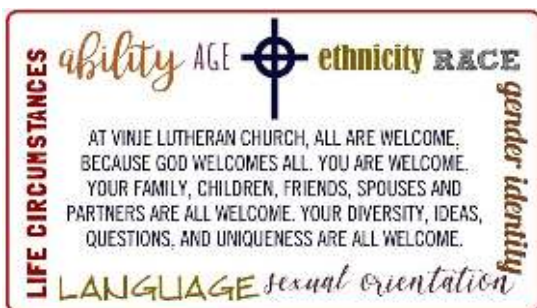 ability AGE ethnicity RACE
LIFE CIRCUMSTANCES
gender identity
AT VINJE LUTHERAN CHURCH, ALL ARE WELCOME,
BECAUSE GOD WELCOMES ALL. YOU ARE WELCOME.
YOUR FAMILY, CHILDREN, FRIENDS, SPOUSES AND
PARTNERS ARE ALL WELCOME. YOUR DIVERSITY, IDEAS,
QUESTIONS, AND UNIQUENESS ARE ALL WELCOME.
LANGUAGE sexual orientation